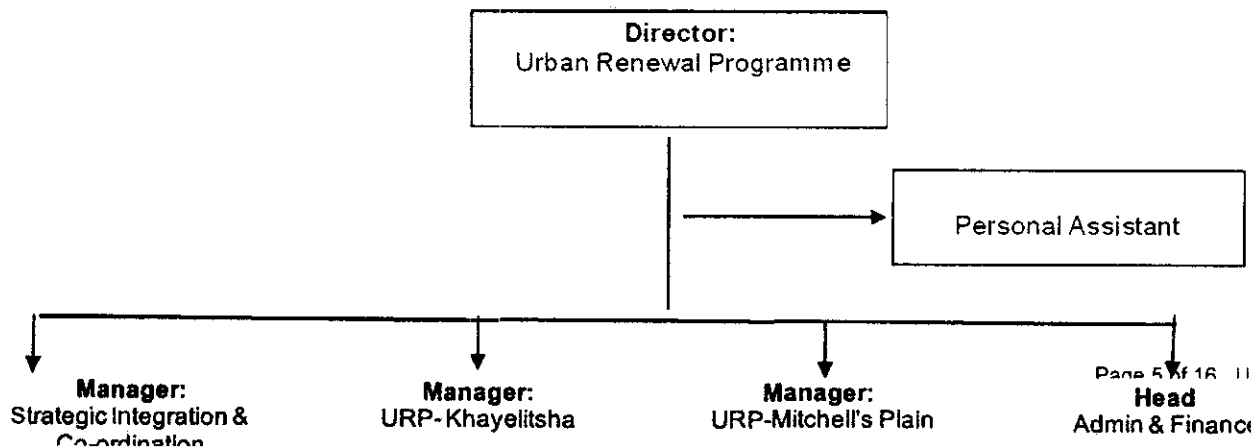 Director:
Urban Renewal Programme
Personal Assistant
Page 5 of 16
Manager:
Strategic Integration &
Co-ordination
Manager:
URP-Khayelitsha
Manager:
URP-Mitchell's Plain
Head
Admin & Finance